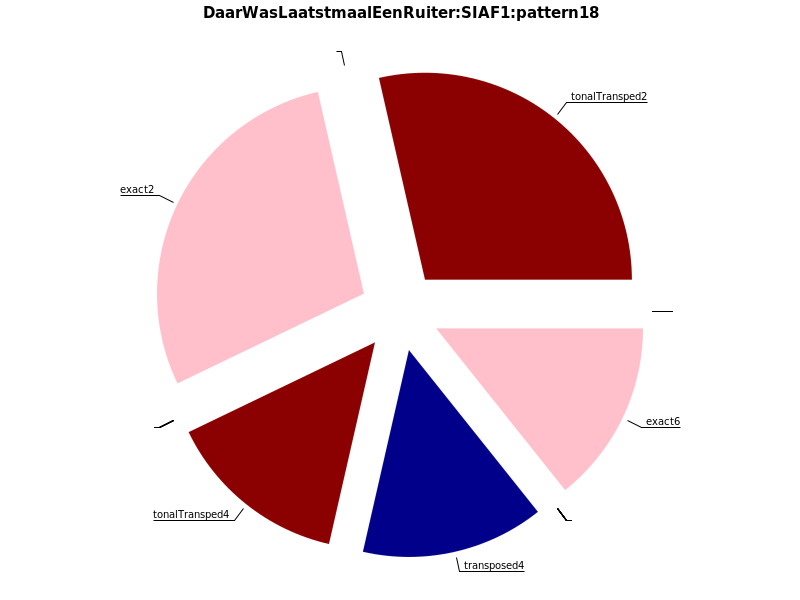 DaarWasLaatstmaalEenRuiter:SIAF1:pattern18
tonalTransped2
exact2
exact6
tonalTransped4
transposed4